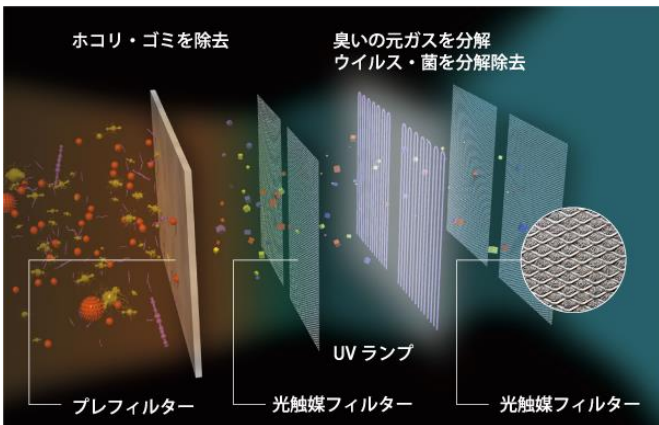 ホコリ・ゴミを除去
臭いの元ガスを分解
ウイルス・菌を分解除去
UV ランプ
プレフィルター
光触媒フィルター
光触媒フィルター